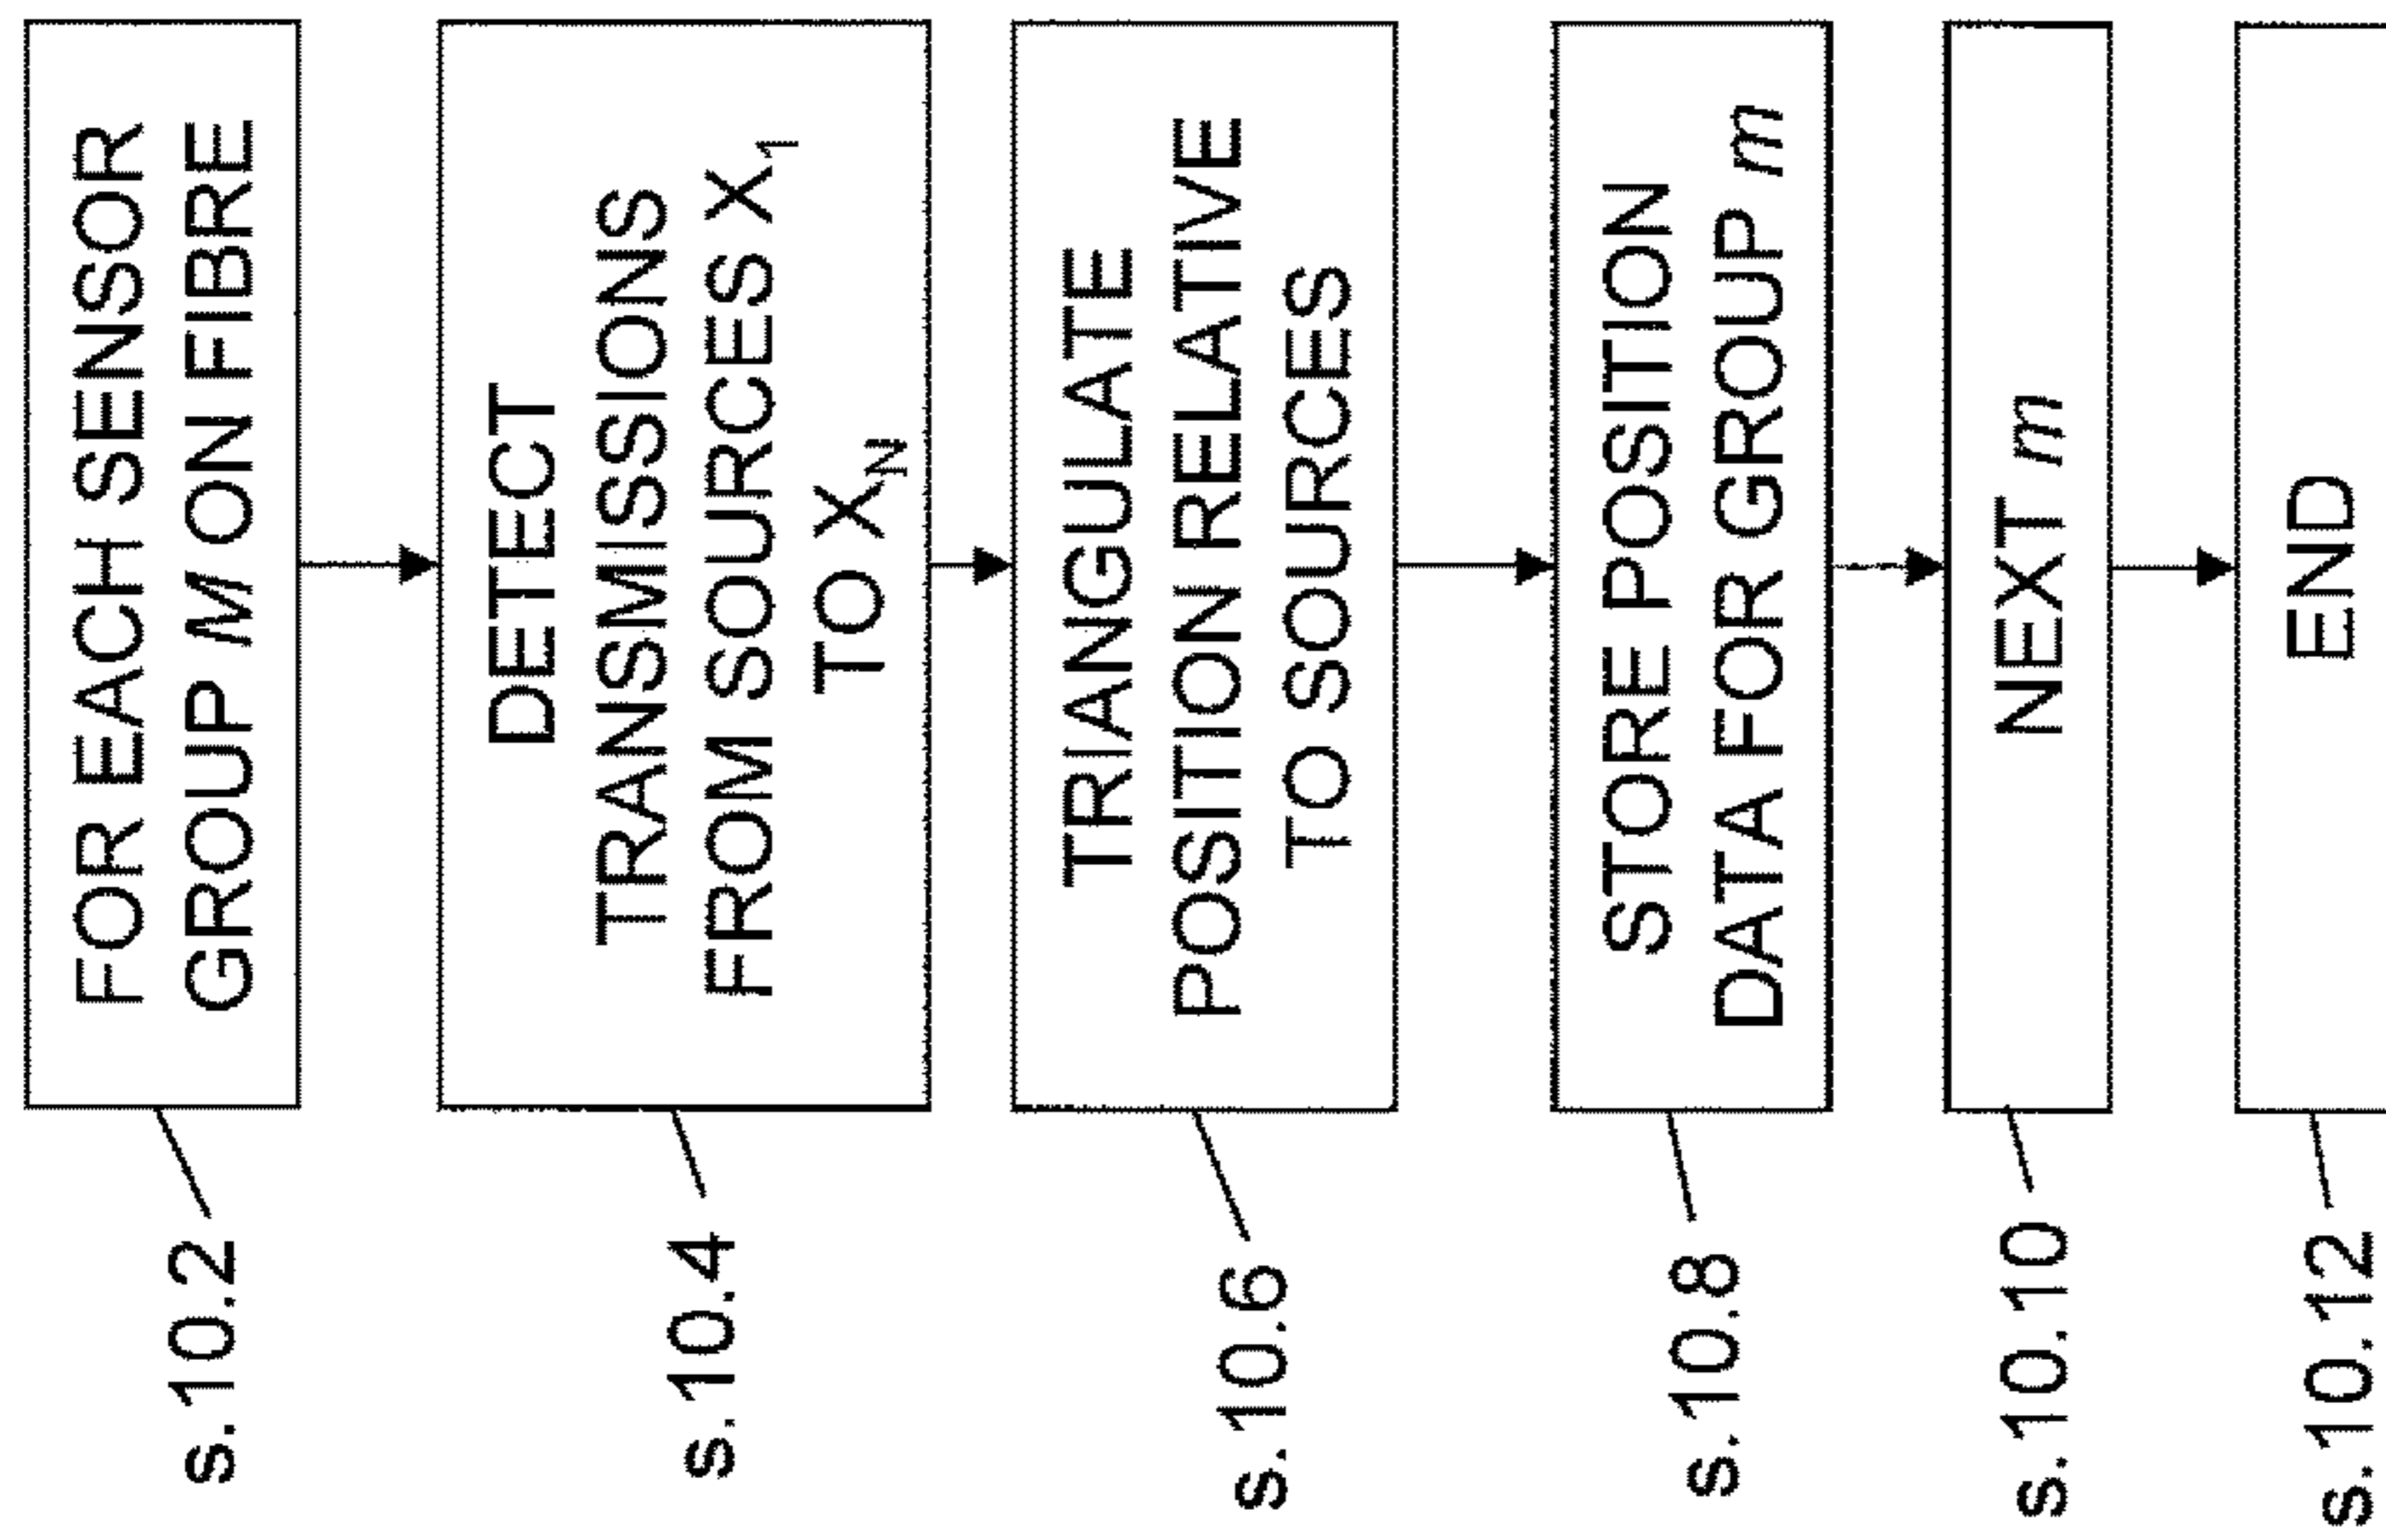 s.10.2
FOR EACH SENSOR
GROUP M ON FIBRE
s.10.4
DETECT
TRANSMISSIONS
FROM SOURCES X₁
TO X_N
s.10.6
TRIANGULATE
POSITION RELATIVE
TO SOURCES
s.10.8
STORE POSITION
DATA FOR GROUP m
s.10.10
NEXT m
s.10.12
END